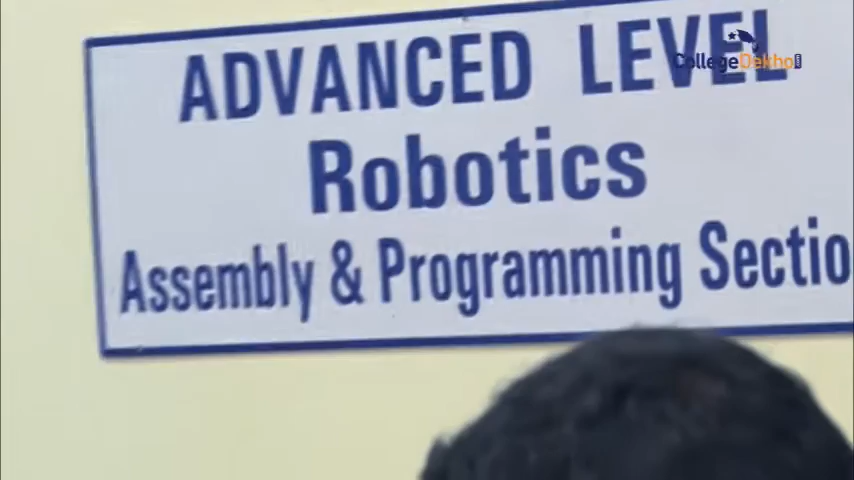 ADVANCED LEVEL
CollegeDekho
Robotics
Assembly & Programming Sectio